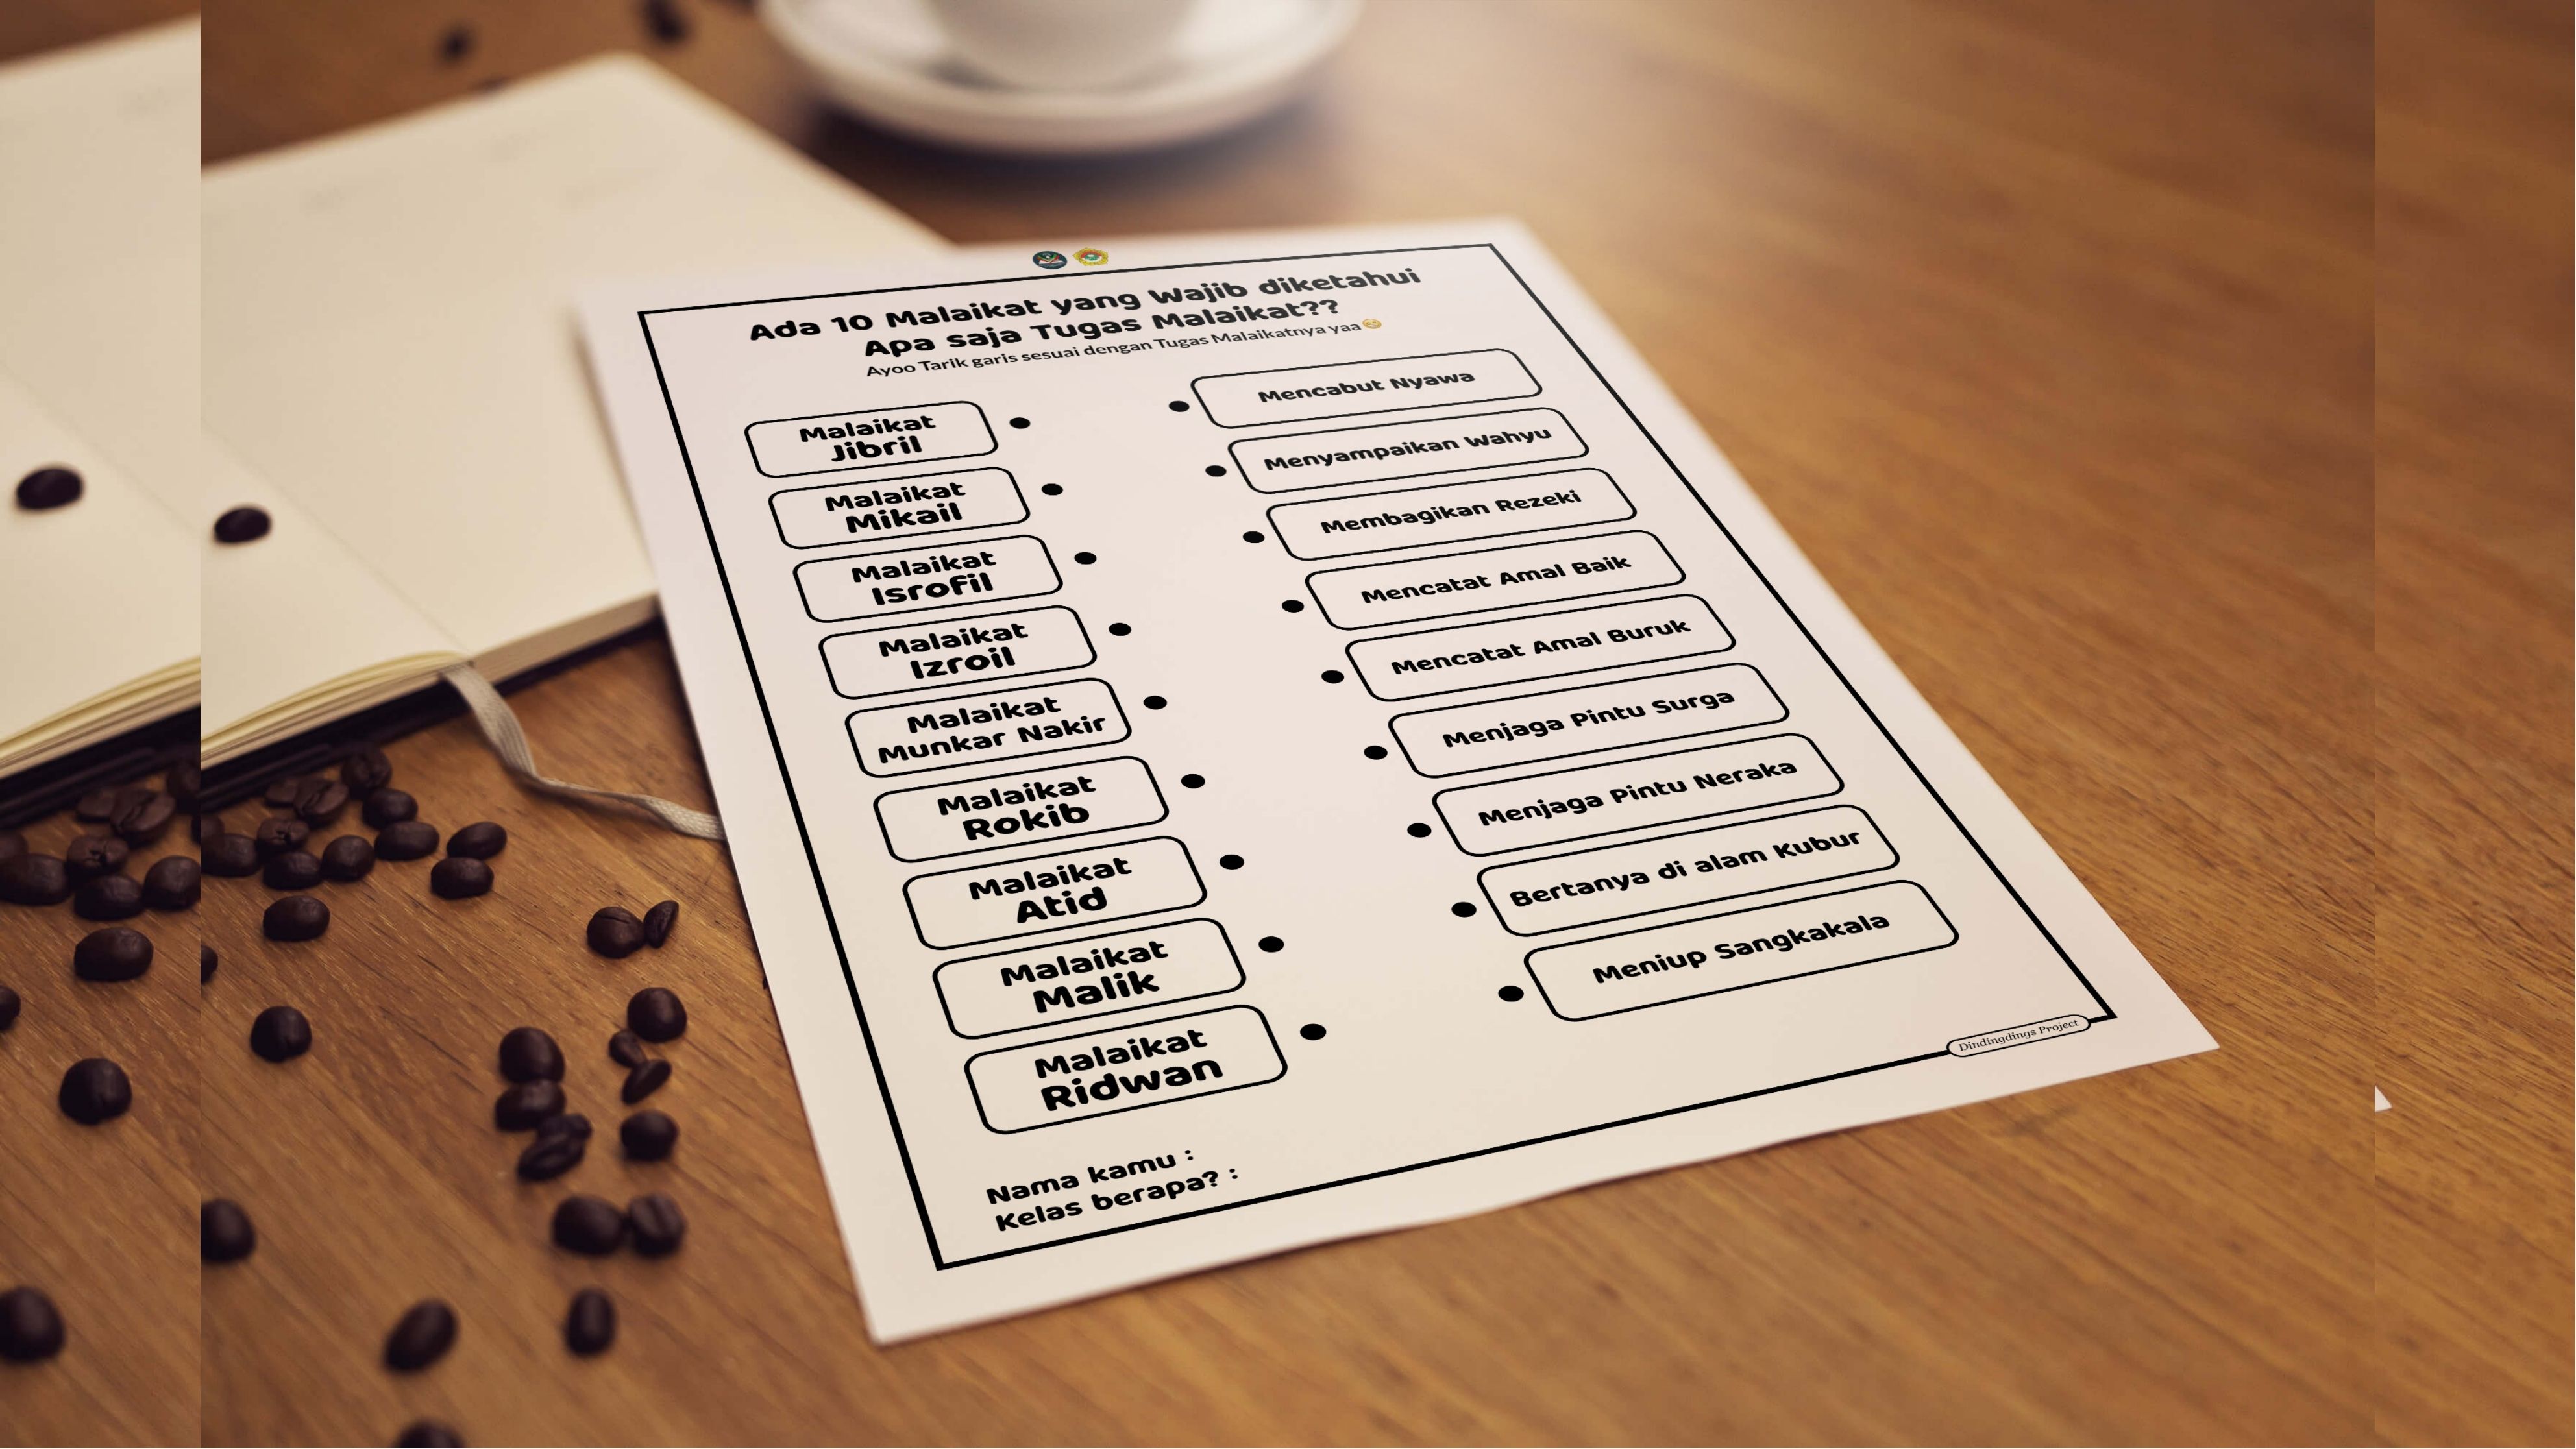 Ada 10 Malaikat yang Wajib diketahui
Apa saja Tugas Malaikat??
Ayoo Tarik garis sesuai dengan Tugas Malaikatnya yaa😊
Malaikat
Jibril
Malaikat
Mikail
Malaikat
Isrofil
Malaikat
Izroil
Malaikat
Munkar Nakir
Malaikat
Rokib
Malaikat
Atid
Malaikat
Malik
Malaikat
Ridwan
Mencabut Nyawa
Menyampaikan Wahyu
Membagikan Rezeki
Mencatat Amal Baik
Mencatat Amal Buruk
Menjaga Pintu Surga
Menjaga Pintu Neraka
Bertanya di alam Kubur
Meniup Sangkakala
Nama kamu :
Kelas berapa? :
Dindingdings Project